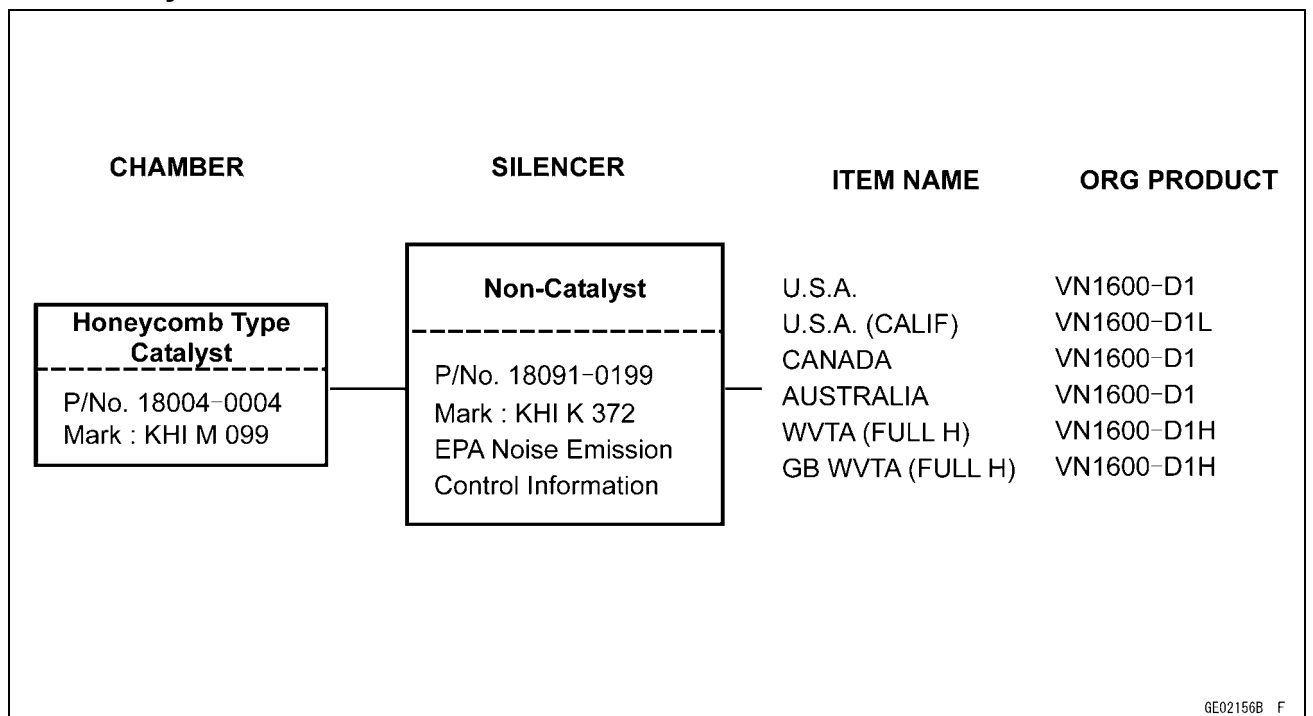 CHAMBER
SILENCER
ITEM NAME
ORG PRODUCT
Honeycomb Type
Catalyst
P/No. 18004-0004
Mark : KHI M 099
Non-Catalyst
P/No. 18091-0199
Mark : KHI K 372
EPA Noise Emission
Control Information
U.S.A. VN1600-D1
U.S.A. (CALIF) VN1600-D1L
CANADA VN1600-D1
AUSTRALIA VN1600-D1
WVTA (FULL H) VN1600-D1H
GB WVTA (FULL H) VN1600-D1H
GE02156B F